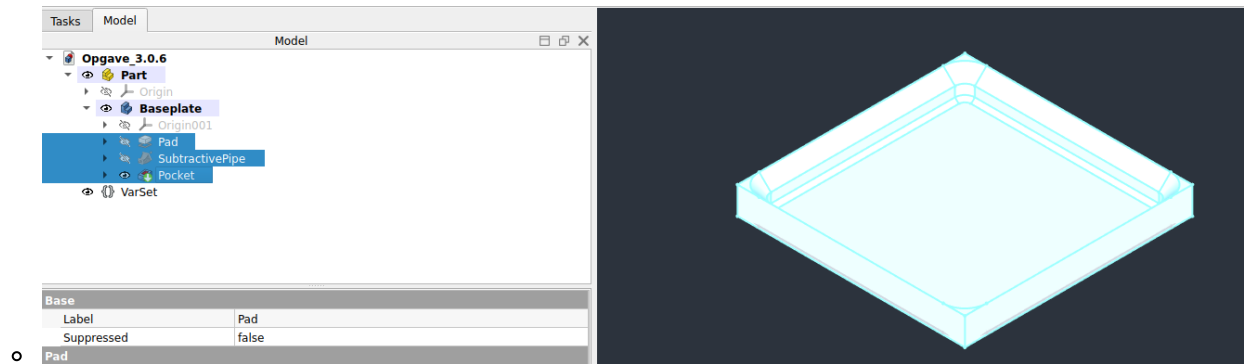 Tasks Model
Model
Opgave_3.0.6
Part
Origin
Baseplate
Origin001
Pad
SubtractivePipe
Pocket
VarSet
Base
Label Pad
Suppressed false
Pad